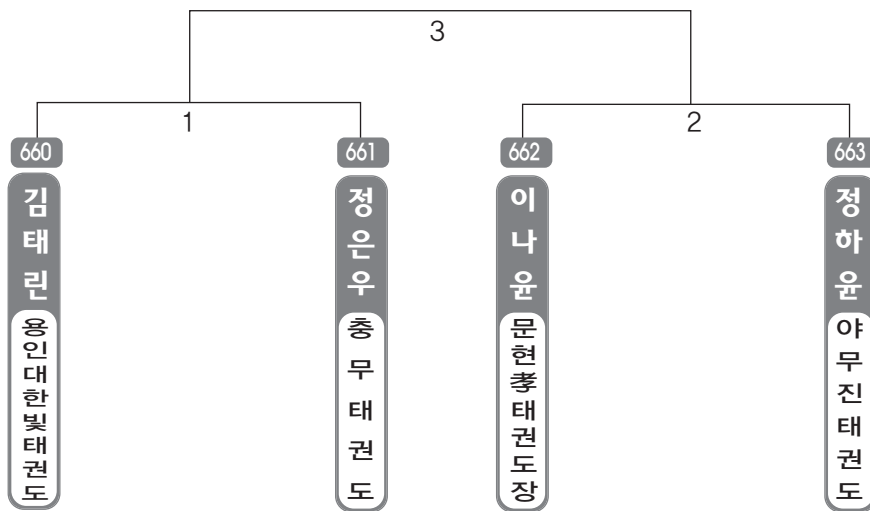 3
1
2
660
661
662
663
김태린
정은우
이나윤
정하윤
용인대한빛태권도
충무태권도
문현孝태권도장
야무진태권도